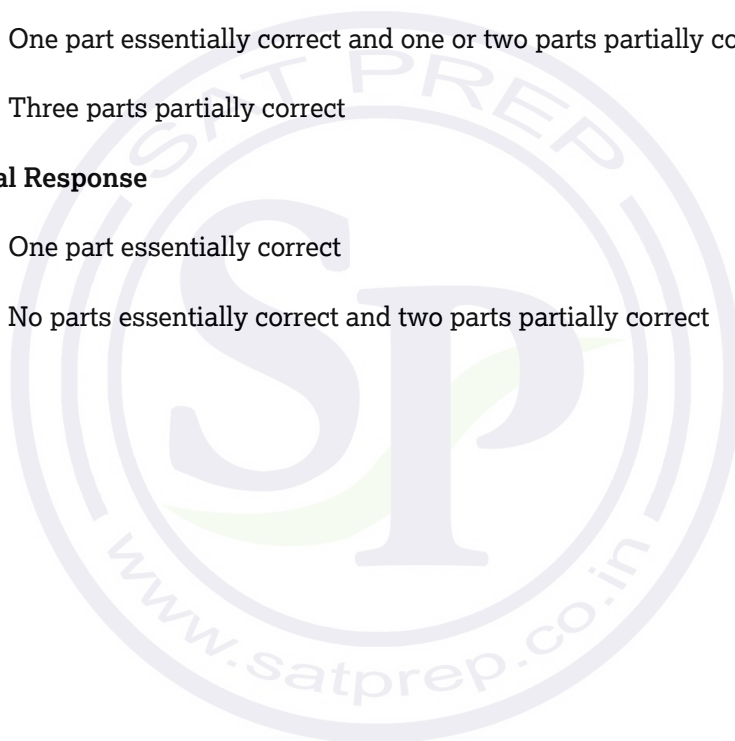 One part essentially correct and one or two parts partially co
Three parts partially correct
al Response
One part essentially correct
No parts essentially correct and two parts partially correct
SAT PREP
SP
www.satprep.co.in